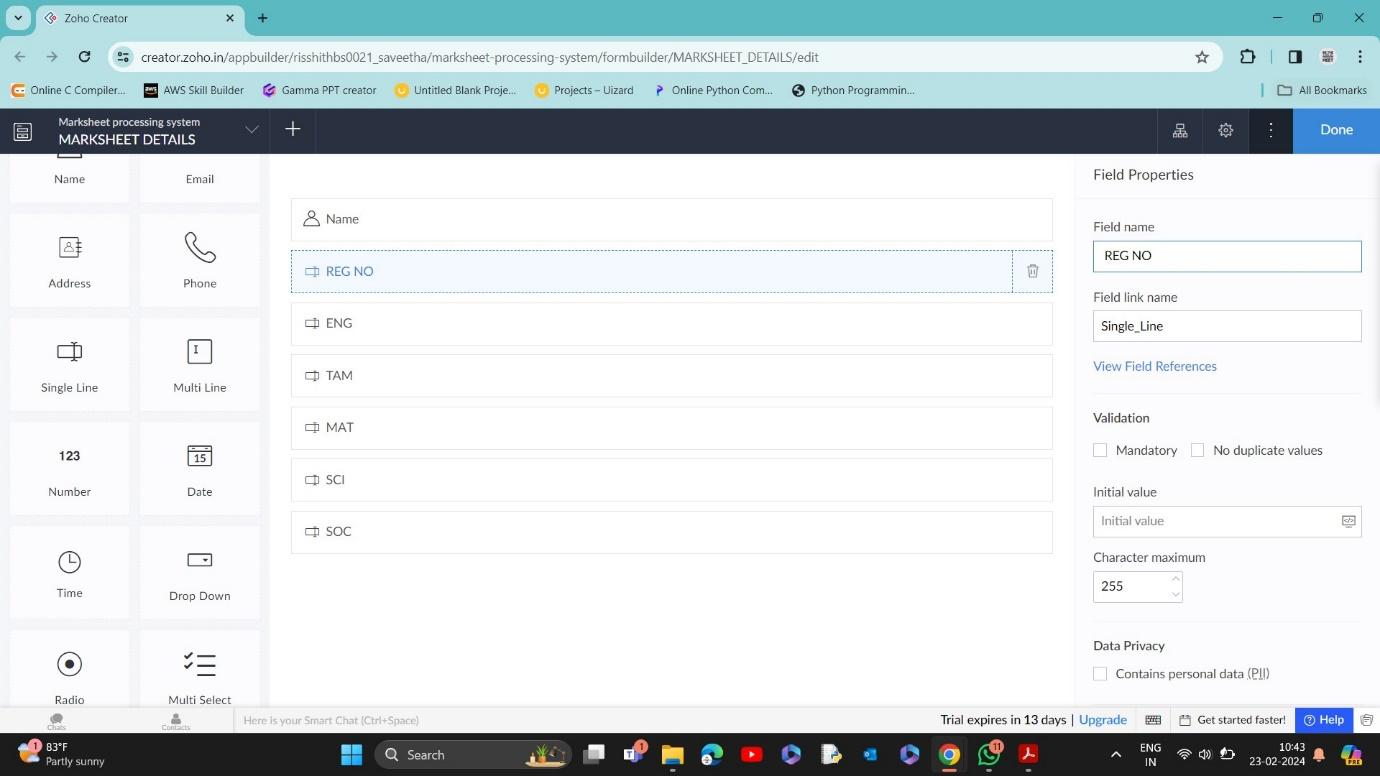 Zoho Creator
creator.zoho.in/appbuilder/risshithbs0021_saveetha/marksheet-processing-system/formbuilder/MARKSHEET_DETAILS/edit
Online C Compiler... AWS Skill Builder Gamma PPT creator Untitled Blank Proje... Projects – Uizard Online Python Com... Python Programmin... All Bookmarks
Marksheet processing system
MARKSHEET DETAILS
Done
Name Email
Address Phone
Single Line Multi Line
123
Number
15
Date
Time Drop Down
Radio Multi Select
Name
REG NO
ENG
TAM
MAT
SCI
SOC
Field Properties
Field name
REG NO
Field link name
Single_Line
View Field References
Validation
Mandatory No duplicate values
Initial value
Initial value
Character maximum
255
Data Privacy
Contains personal data (PII)
Chats Contacts Here is your Smart Chat (Ctrl+Space) Trial expires in 13 days | Upgrade Get started faster! Help
1 83°F
Partly sunny
Search
1
11
ENG
IN
10:43
23-02-2024
PRE